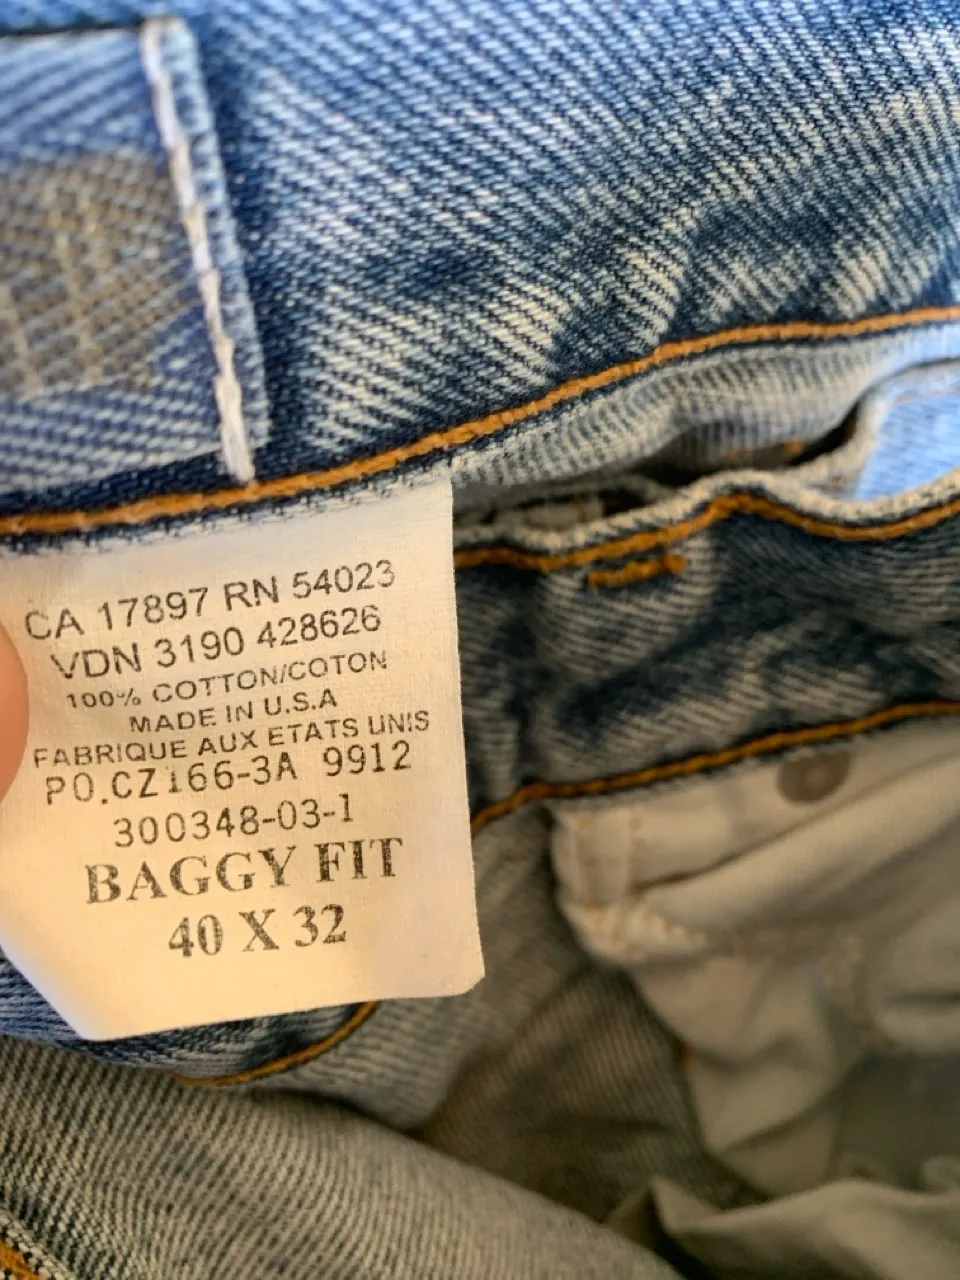 CA 17897 RN 54023
VDN 3190 428626
100% COTTON/COTON
MADE IN U.S.A
FABRIQUE AUX ETATS UNIS
PO.CZ166-3A 9912
300348-03-1
BAGGY FIT
40 X 32